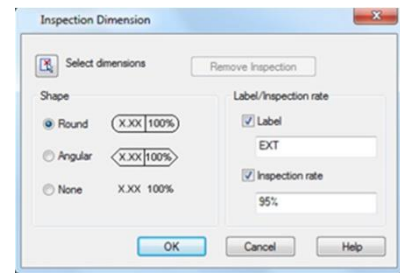 Inspection Dimension
Select dimensions
Remove Inspection
Shape
Round
X.XX 100%
Angular
X.XX 100%
None
X.XX 100%
Label/Inspection rate
Label
EXT
Inspection rate
95%
OK
Cancel
Help